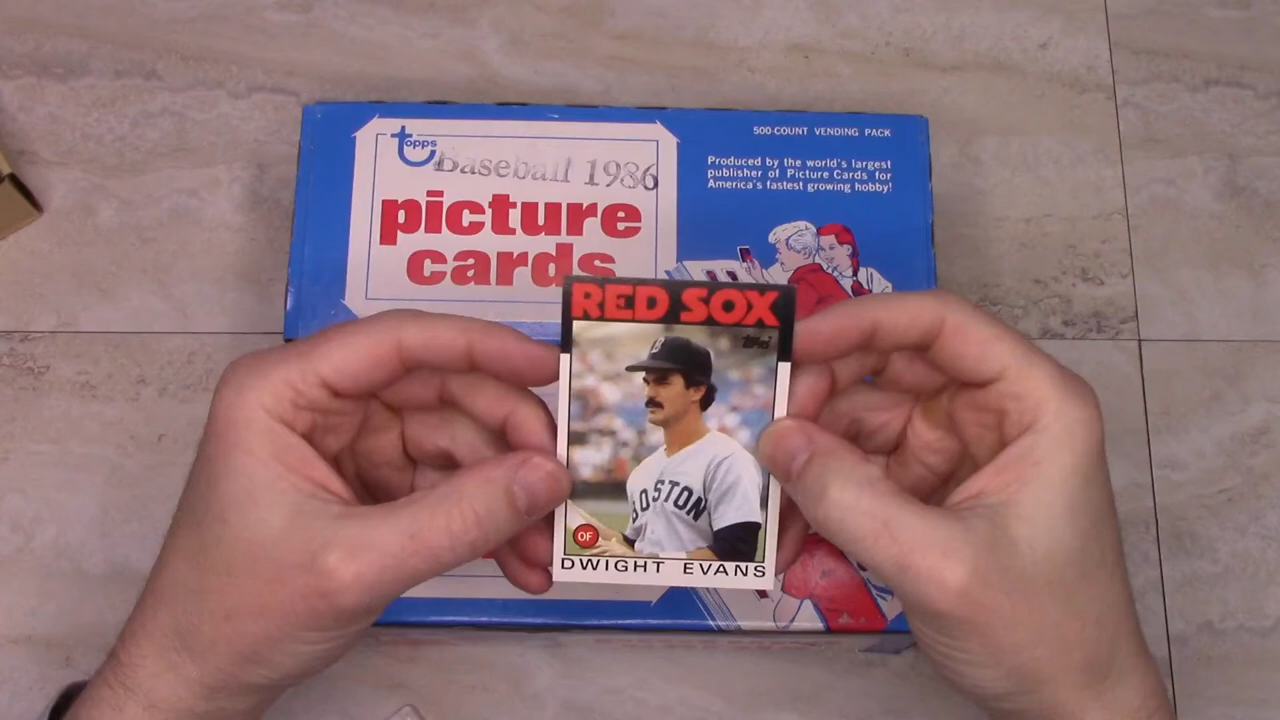 topps
Baseball 1986
picture
cards
500-COUNT VENDING PACK
Produced by the world's largest
publisher of Picture Cards for
America's fastest growing hobby!
RED SOX
Topps
B
BOSTON
OF
DWIGHT EVANS